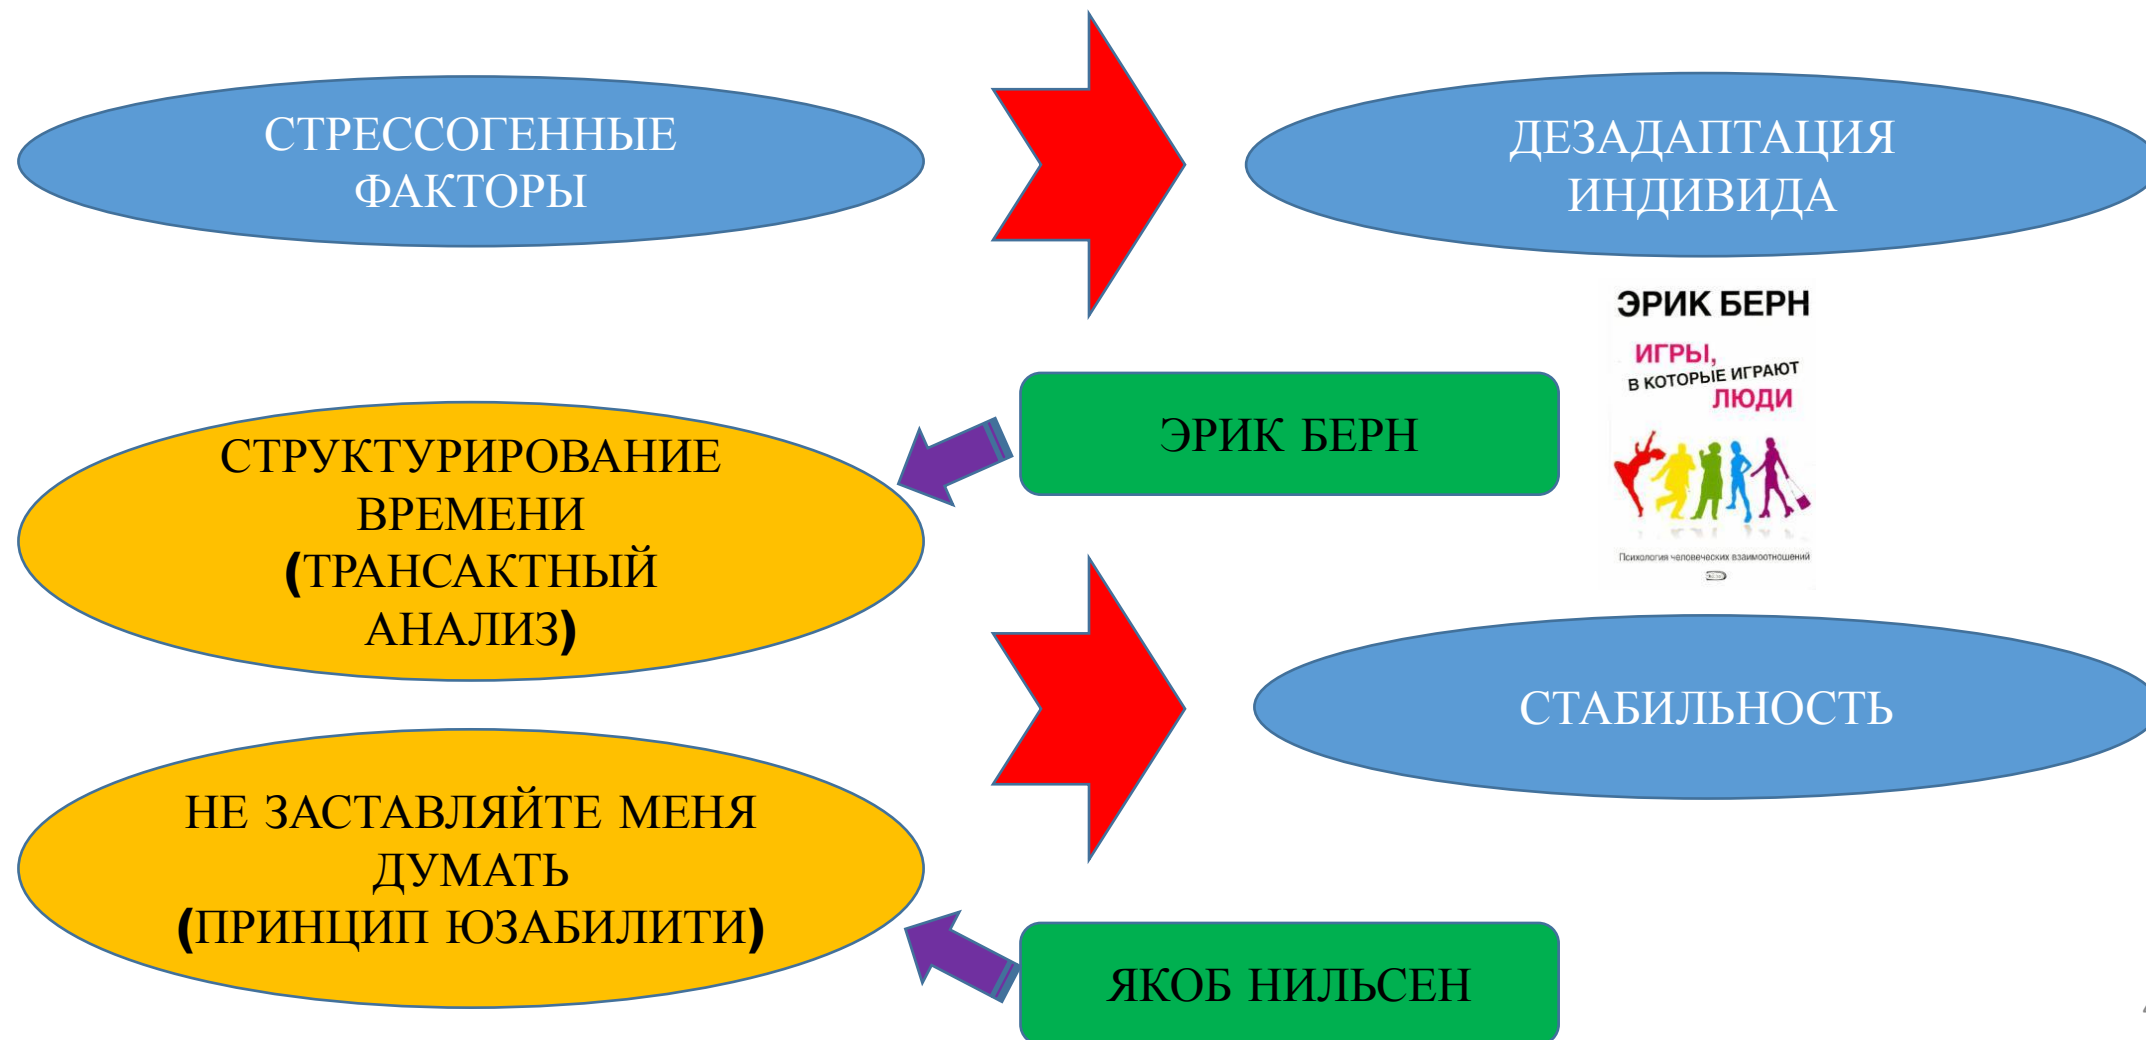 СТРЕССОГЕННЫЕ
ФАКТОРЫ
ДЕЗАДАПТАЦИЯ
ИНДИВИДА
ЭРИК БЕРН
ИГРЫ,
В КОТОРЫЕ ИГРАЮТ
ЛЮДИ
Психология человеческих взаимоотношений
ЭРИК БЕРН
СТРУКТУРИРОВАНИЕ
ВРЕМЕНИ
(ТРАНСАКТНЫЙ
АНАЛИЗ)
СТАБИЛЬНОСТЬ
НЕ ЗАСТАВЛЯЙТЕ МЕНЯ
ДУМАТЬ
(ПРИНЦИП ЮЗАБИЛИТИ)
ЯКОБ НИЛЬСЕН